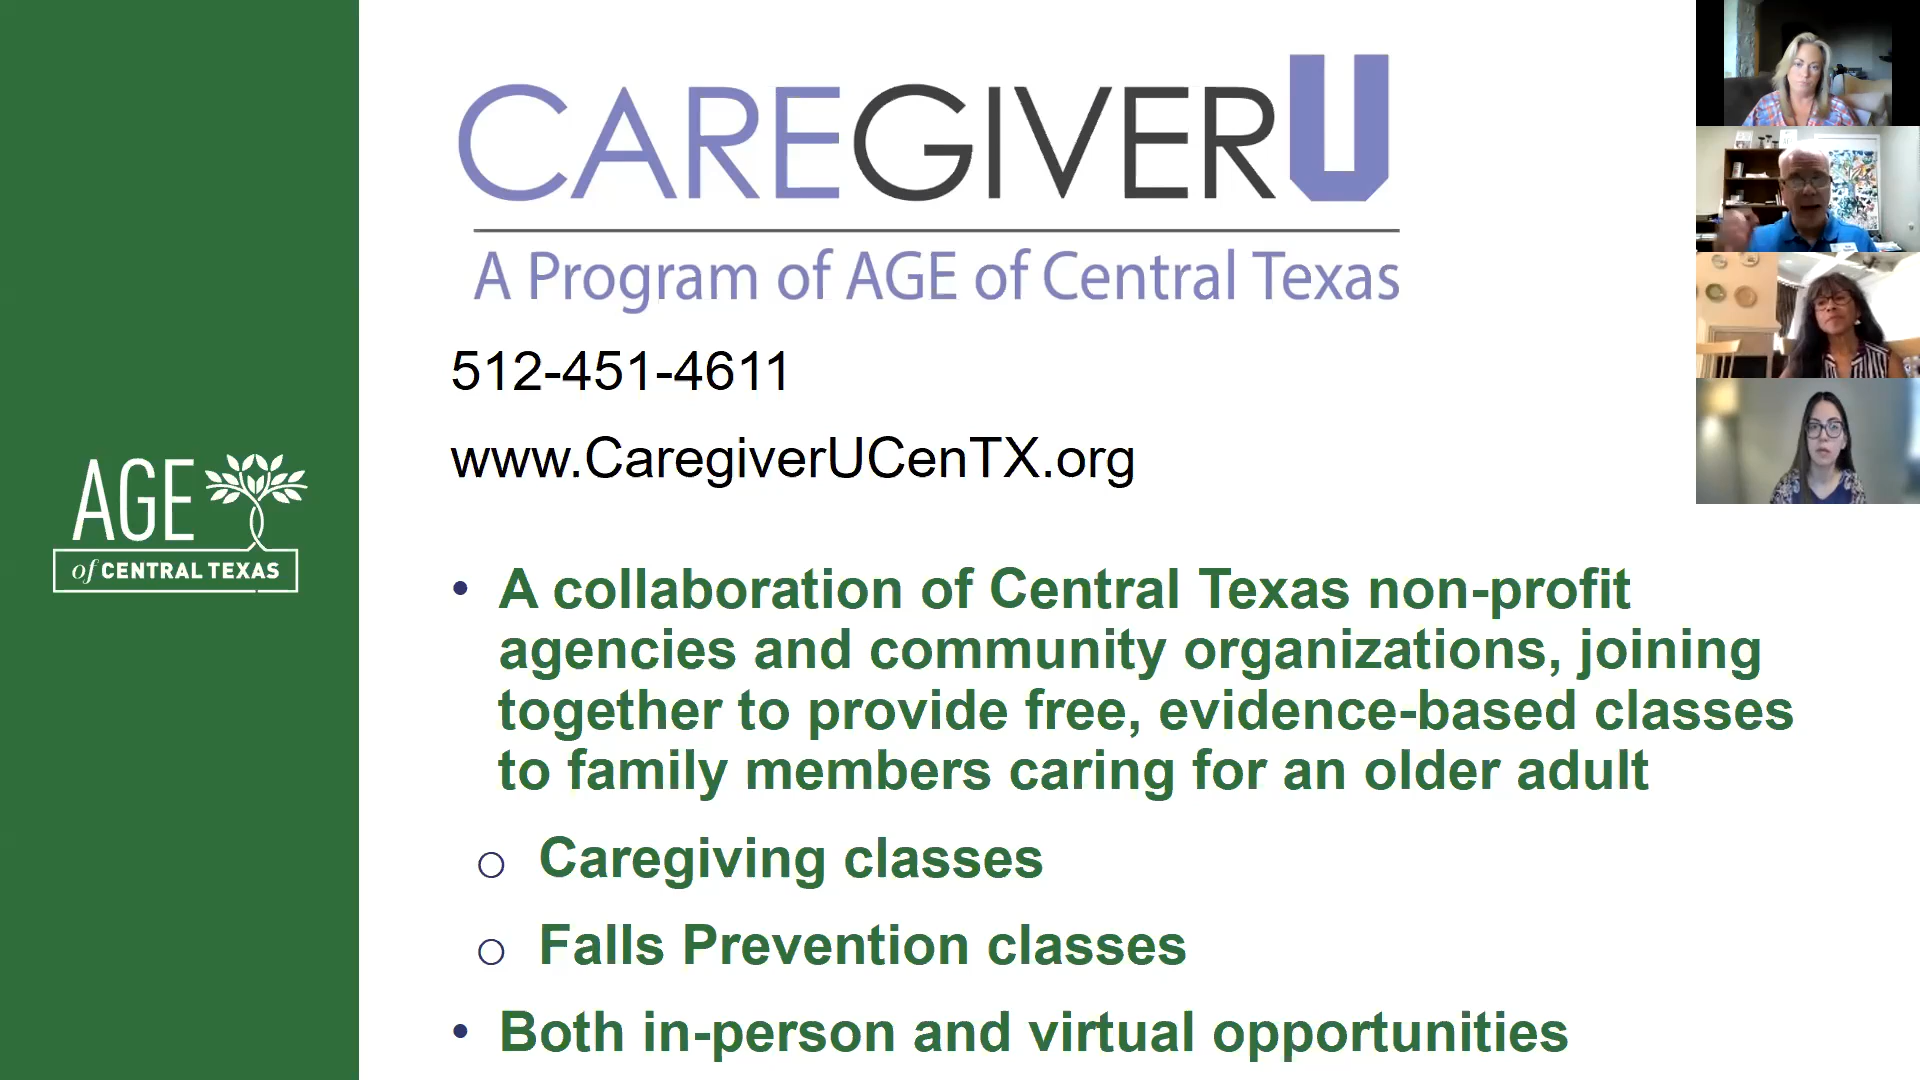 AGE
of CENTRAL TEXAS
CAREGIVERU
A Program of AGE of Central Texas
512-451-4611
www.CaregiverUCenTX.org
• A collaboration of Central Texas non-profit
agencies and community organizations, joining
together to provide free, evidence-based classes
to family members caring for an older adult
o Caregiving classes
o Falls Prevention classes
• Both in-person and virtual opportunities